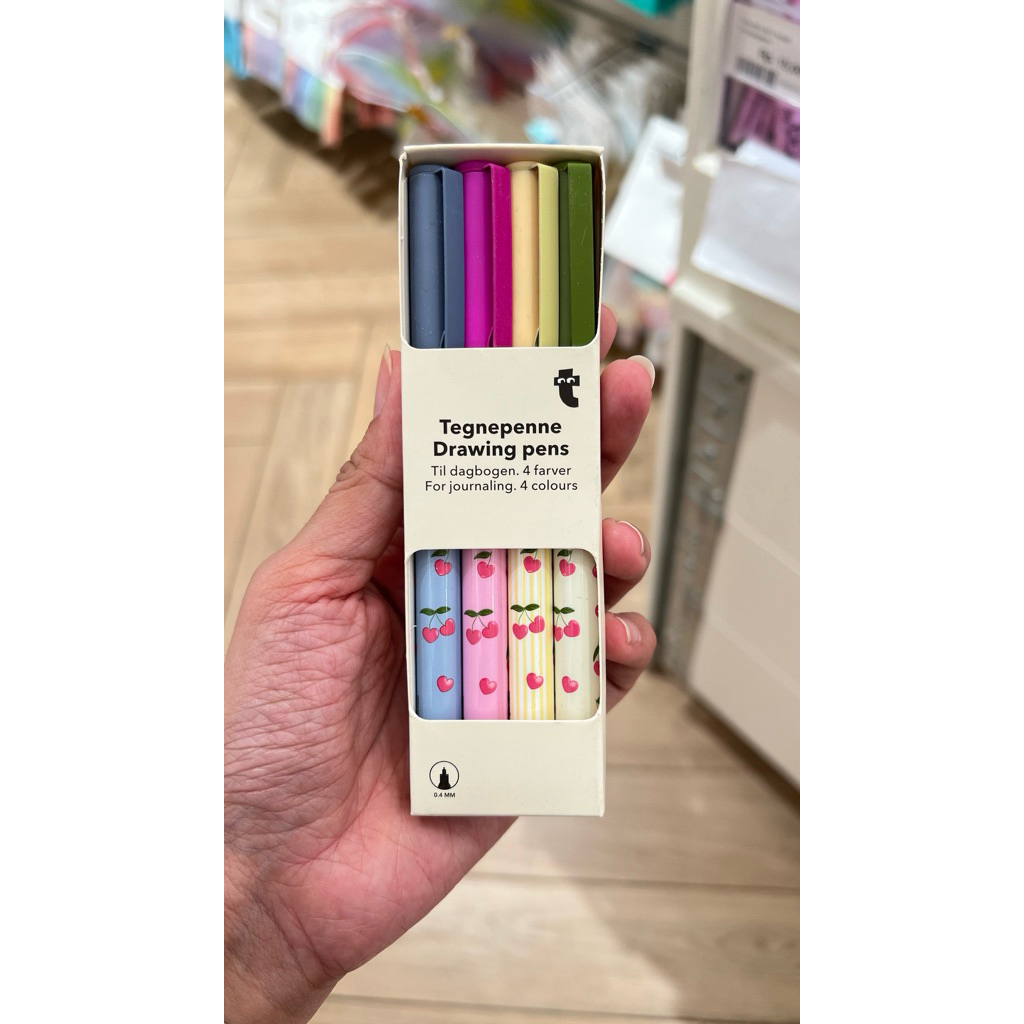 Tegnepenne
Drawing pens
Til dagbogen. 4 farver
For journaling. 4 colours
0.4 MM